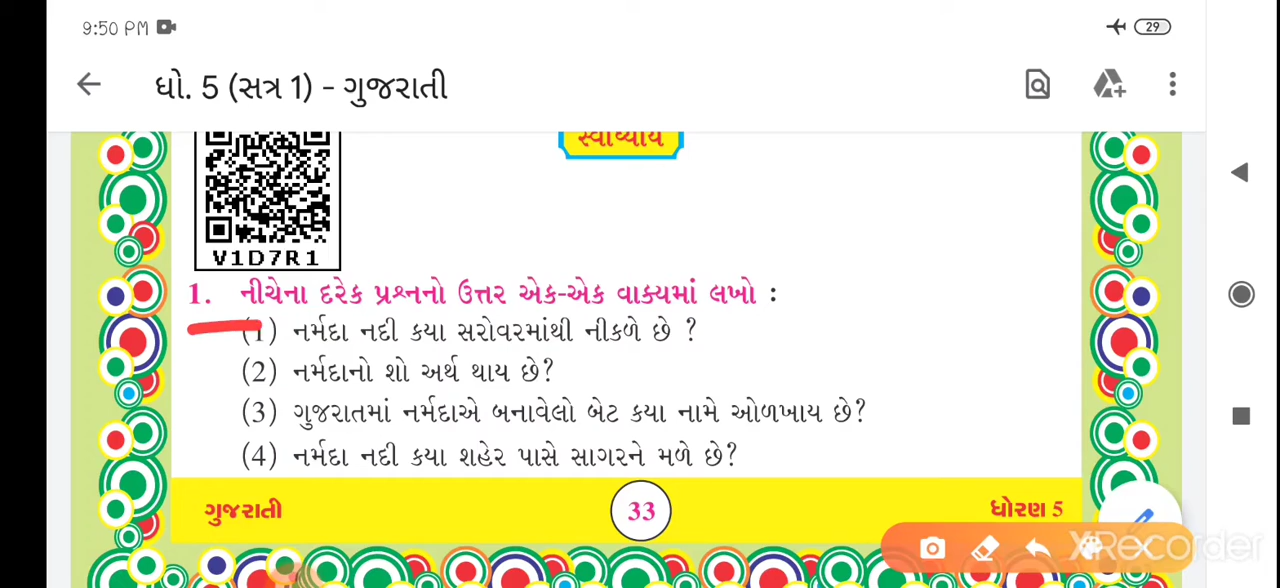 9:50 PM
29
ધો. 5 (સત્ર 1) - ગુજરાતી
સ્વાધ્યાય
V1D7R1
1. નીચેના દરેક પ્રશ્નનો ઉત્તર એક-એક વાક્યમાં લખો :
(1) નર્મદા નદી કયા સરોવરમાંથી નીકળે છે ?
(2) નર્મદાનો શો અર્થ થાય છે?
(3) ગુજરાતમાં નર્મદાએ બનાવેલો બેટ કયા નામે ઓળખાય છે?
(4) નર્મદા નદી કયા શહેર પાસે સાગરને મળે છે?
ગુજરાતી 33 ધોરણ 5
XRecorder